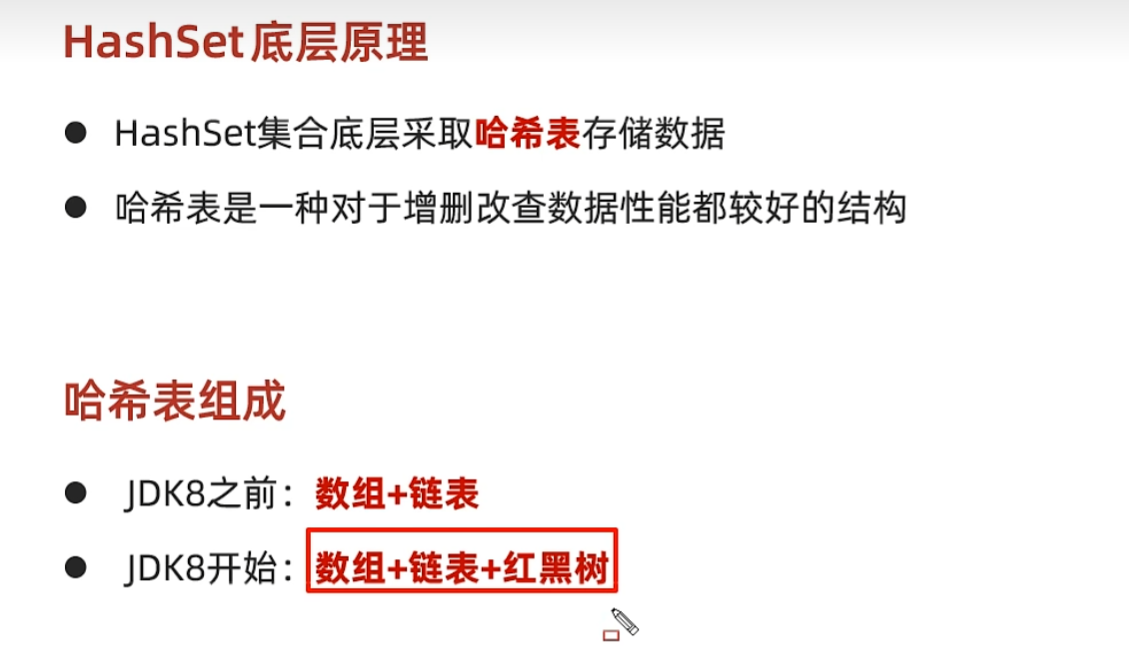 HashSet底层原理
● HashSet集合底层采取哈希表存储数据
● 哈希表是一种对于增删改查数据性能都较好的结构
哈希表组成
● JDK8之前：数组+链表
● JDK8开始：数组+链表+红黑树